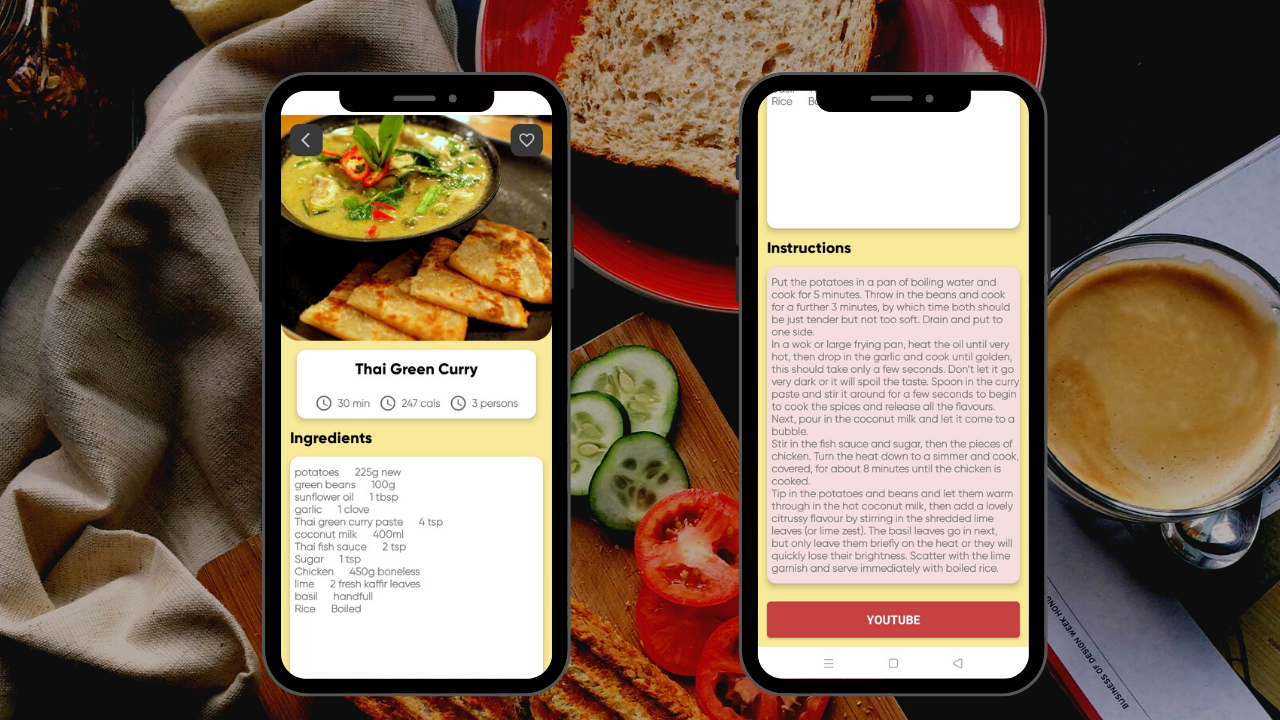 Thai Green Curry
30 min 247 cals 3 persons
Ingredients
potatoes 225g new
green beans 100g
sunflower oil 1 tbsp
garlic 1 clove
Thai green curry paste 4 tsp
coconut milk 400ml
Thai fish sauce 2 tsp
Sugar 1 tsp
Chicken 450g boneless
lime 2 fresh kaffir leaves
basil handfull
Rice Boiled
Rice
Instructions
Put the potatoes in a pan of boiling water and
cook for 5 minutes. Throw in the beans and cook
for a further 3 minutes, by which time both should
be just tender but not too soft. Drain and put to
one side.
In a wok or large frying pan, heat the oil until very
hot, then drop in the garlic and cook until golden,
this should take only a few seconds. Don't let it go
very dark or it will spoil the taste. Spoon in the curry
paste and stir it around for a few seconds to begin
to cook the spices and release all the flavours.
Next, pour in the coconut milk and let it come to a
bubble.
Stir in the fish sauce and sugar, then the pieces of
chicken. Turn the heat down to a simmer and cook,
covered, for about 8 minutes until the chicken is
cooked.
Tip in the potatoes and beans and let them warm
through in the hot coconut milk, then add a lovely
citrussy flavour by stirring in the shredded lime
leaves (or lime zest). The basil leaves go in next,
but only leave them briefly on the heat or they will
quickly lose their brightness. Scatter with the lime
garnish and serve immediately with boiled rice.
YOUTUBE
BUSINESS OF DESIGN WEEK HONG